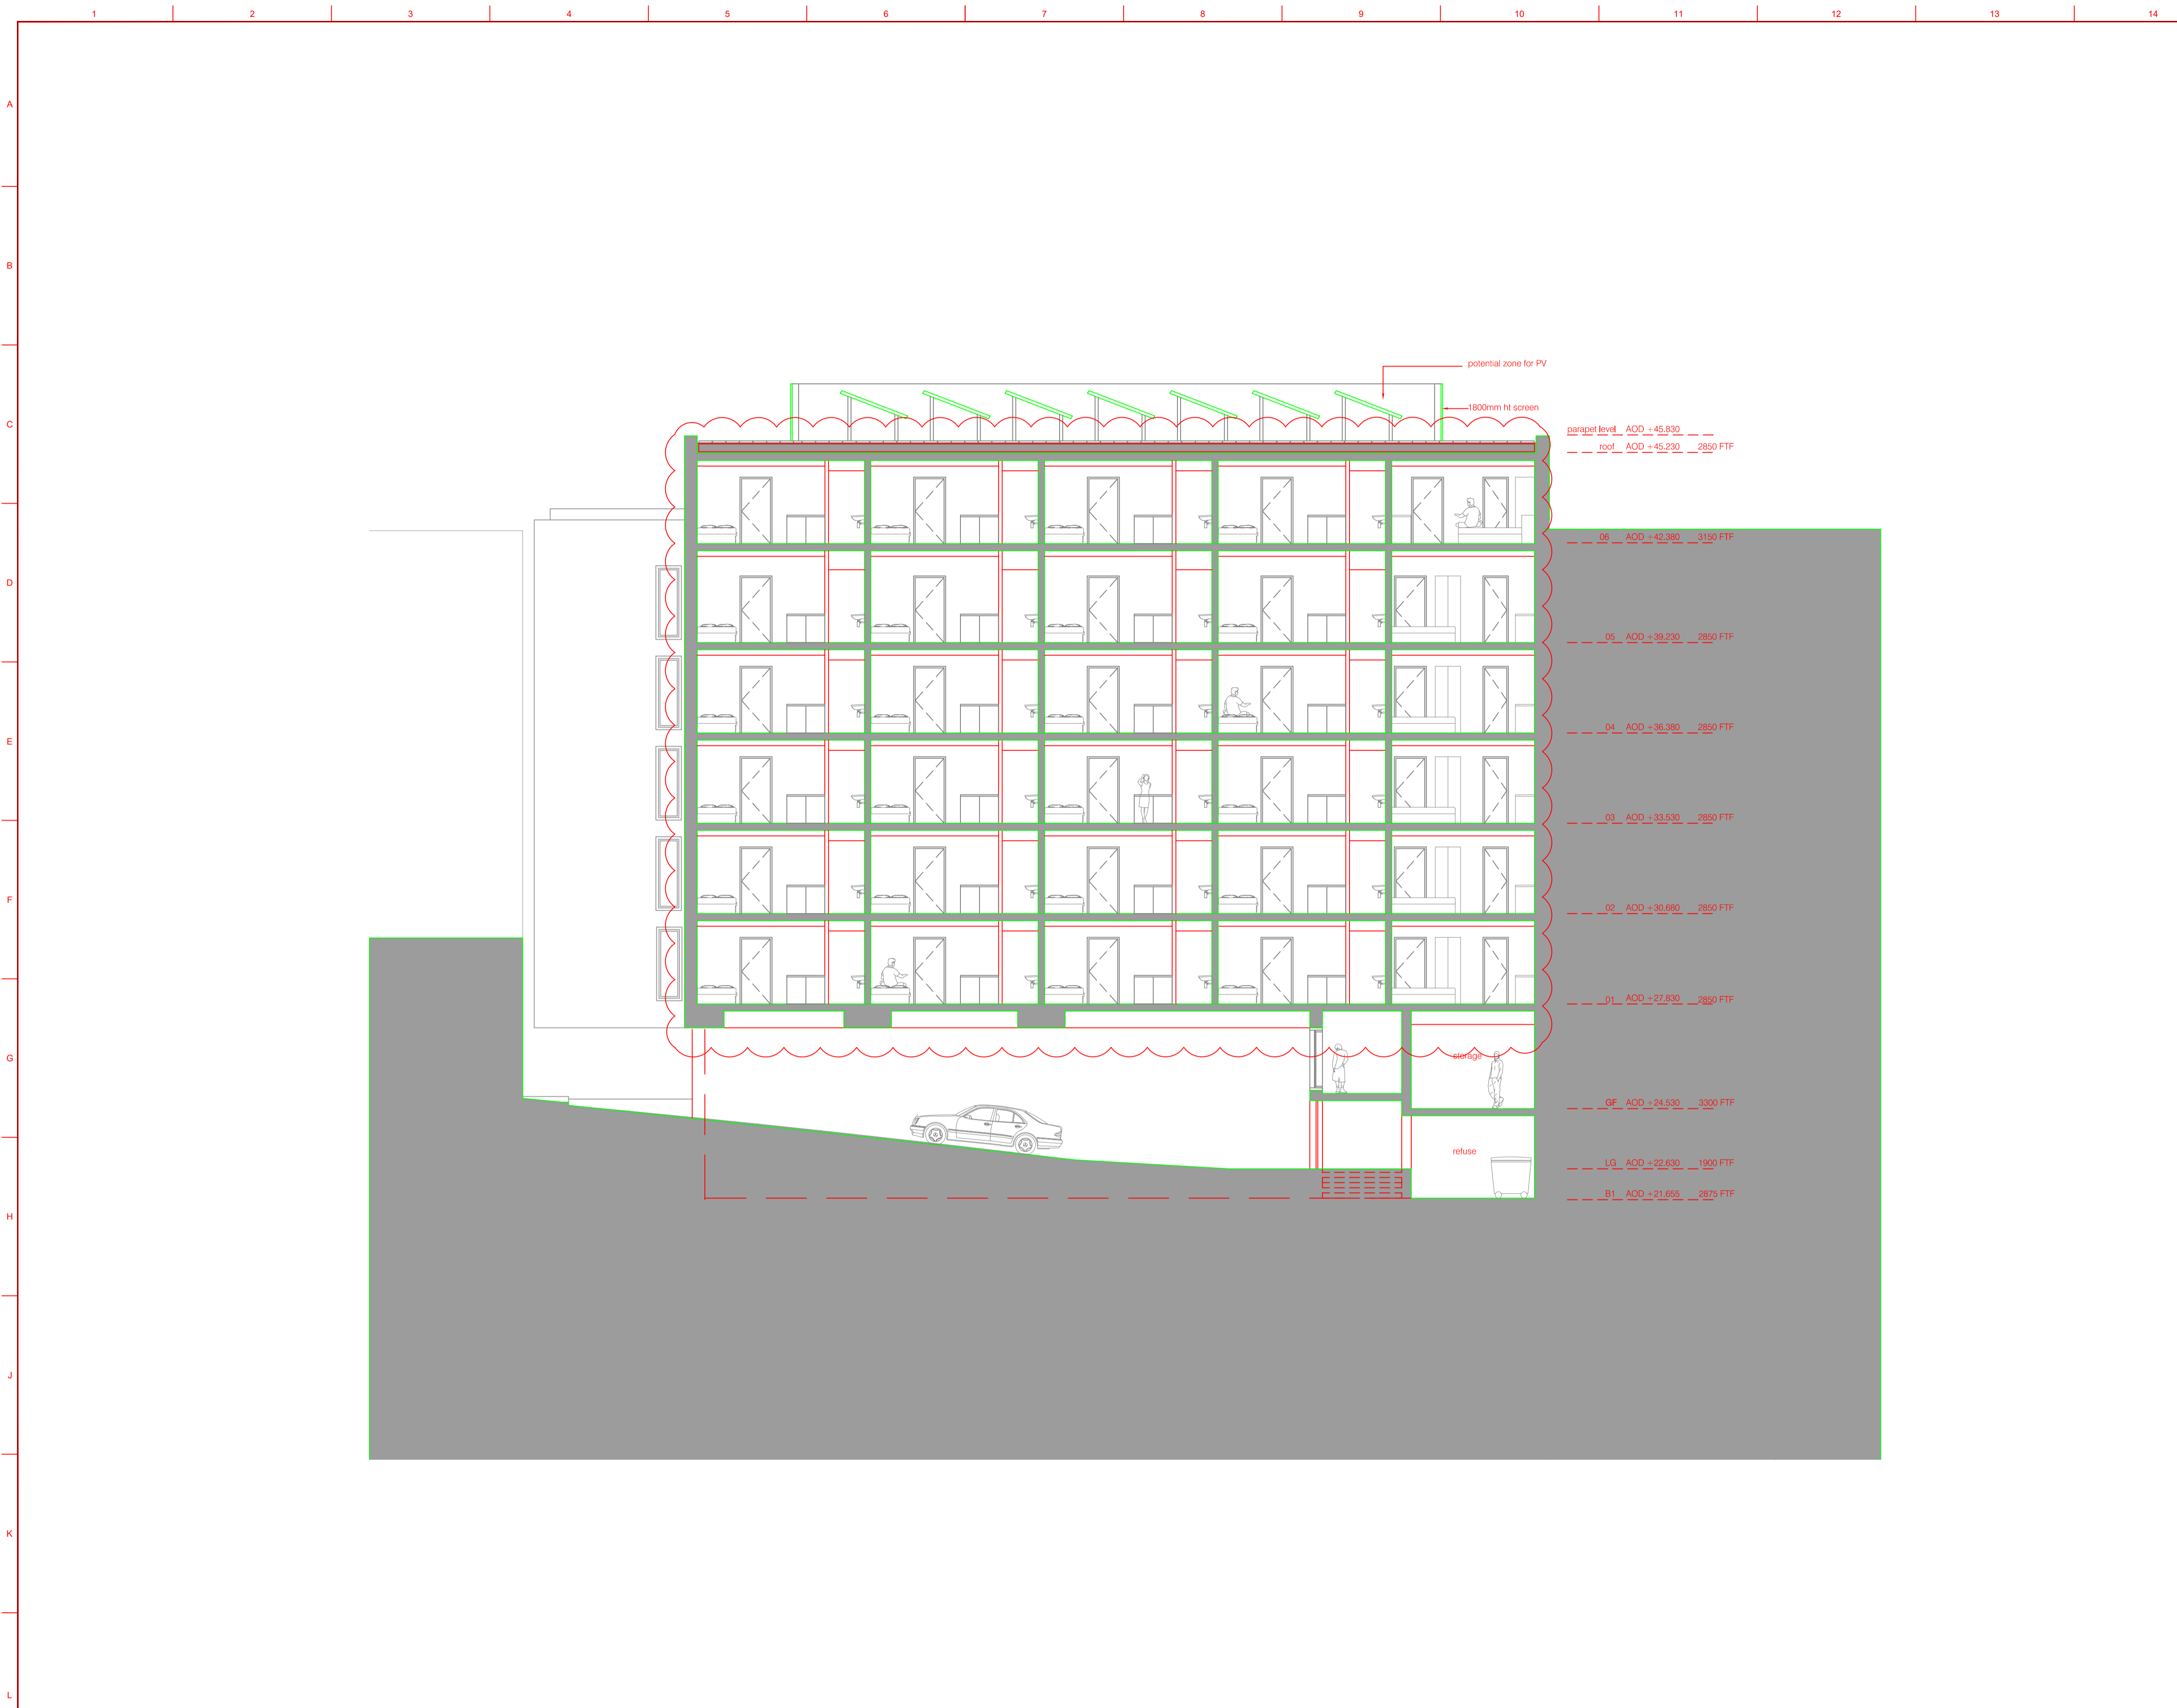 1 2 3 4 5 6 7 8 9 10 11 12 13 14
A
B
potential zone for PV
C
1800mm ht screen
parapet level AOD +45.830
roof AOD +45.230 2850 FTF
06 AOD +42.380 3150 FTF
D
05 AOD +39.230 2850 FTF
04 AOD +36.380 2850 FTF
E
03 AOD +33.530 2850 FTF
F
02 AOD +30.680 2850 FTF
01 AOD +27.830 2850 FTF
storage
G
GF AOD +24.530 3300 FTF
refuse
LG AOD +22.630 1900 FTF
B1 AOD +21.655 2875 FTF
H
J
K
L